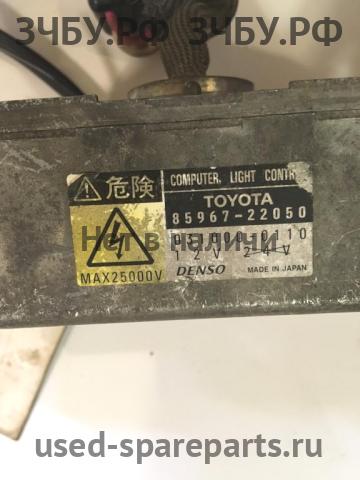 ЗЧБУ.РФ ЗЧБУ.РФ
⚠危険
COMPUTER, LIGHT CONTR
TOYOTA
85967-22050
Нет в наличии
0110
12V 24V
MAX25000V
DENSO MADE IN JAPAN
used-spareparts.ru